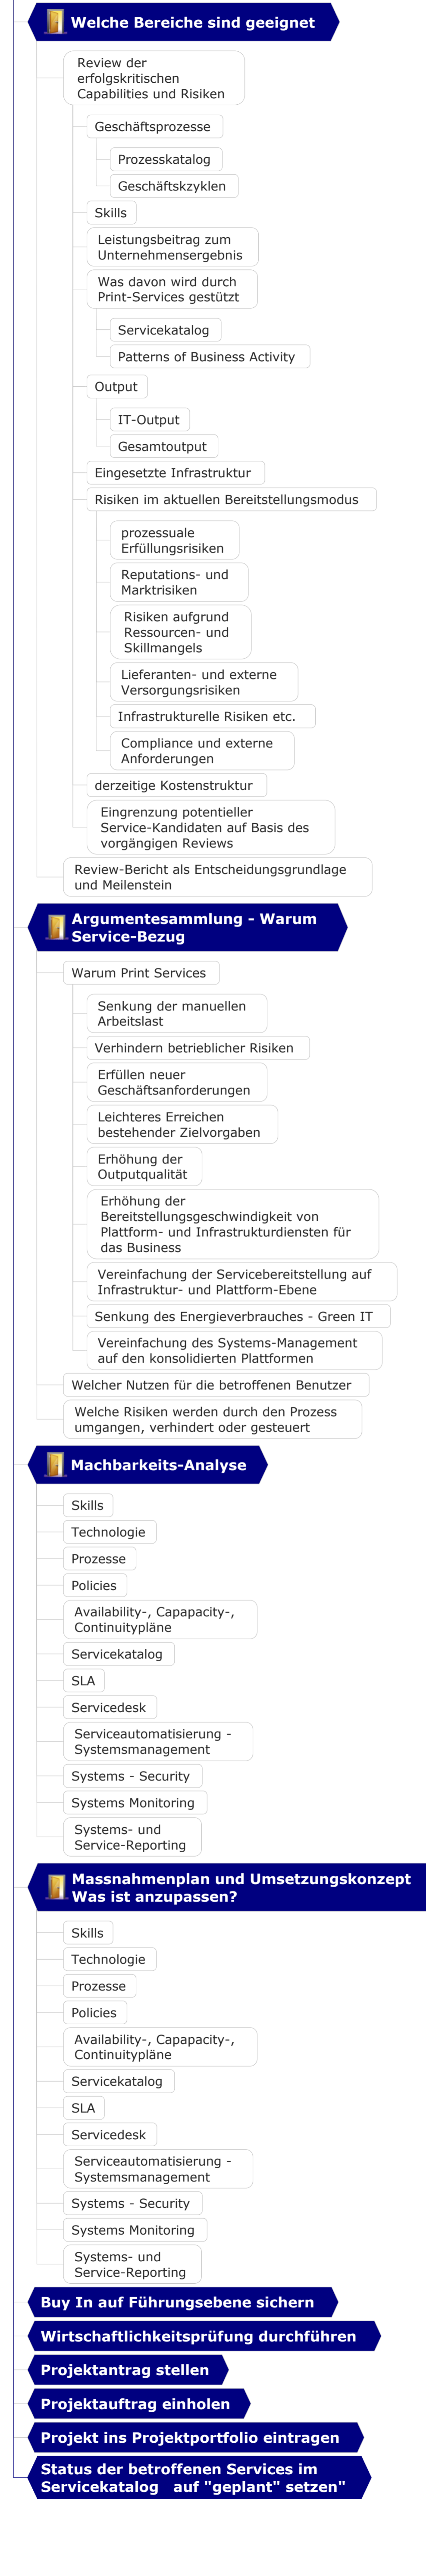 Welche Bereiche sind geeignet
Review der
erfolgskritischen
Capabilities und Risiken
Geschäftsprozesse
Prozesskatalog
Geschäftskzyklen
Skills
Leistungsbeitrag zum
Unternehmensergebnis
Was davon wird durch
Print-Services gestützt
Servicekatalog
Patterns of Business Activity
Output
IT-Output
Gesamtoutput
Eingesetzte Infrastruktur
Risiken im aktuellen Bereitstellungsmodus
prozessuale
Erfüllungsrisiken
Reputations- und
Marktrisiken
Risiken aufgrund
Ressourcen- und
Skillmangels
Lieferanten- und externe
Versorgungsrisiken
Infrastrukturelle Risiken etc.
Compliance und externe
Anforderungen
derzeitige Kostenstruktur
Eingrenzung potentieller
Service-Kandidaten auf Basis des
vorgängigen Reviews
Review-Bericht als Entscheidungsgrundlage
und Meilenstein
Argumentesammlung - Warum
Service-Bezug
Warum Print Services
Senkung der manuellen
Arbeitslast
Verhindern betrieblicher Risiken
Erfüllen neuer
Geschäftsanforderungen
Leichteres Erreichen
bestehender Zielvorgaben
Erhöhung der
Outputqualität
Erhöhung der
Bereitstellungsgeschwindigkeit von
Plattform- und Infrastrukturdiensten für
das Business
Vereinfachung der Servicebereitstellung auf
Infrastruktur- und Plattform-Ebene
Senkung des Energieverbrauches - Green IT
Vereinfachung des Systems-Management
auf den konsolidierten Plattformen
Welcher Nutzen für die betroffenen Benutzer
Welche Risiken werden durch den Prozess
umgangen, verhindert oder gesteuert
Machbarkeits-Analyse
Skills
Technologie
Prozesse
Policies
Availability-, Capapacity-,
Continuitypläne
Servicekatalog
SLA
Servicedesk
Serviceautomatisierung -
Systemsmanagement
Systems - Security
Systems Monitoring
Systems- und
Service-Reporting
Massnahmenplan und Umsetzungskonzept
Was ist anzupassen?
Skills
Technologie
Prozesse
Policies
Availability-, Capapacity-,
Continuitypläne
Servicekatalog
SLA
Servicedesk
Serviceautomatisierung -
Systemsmanagement
Systems - Security
Systems Monitoring
Systems- und
Service-Reporting
Buy In auf Führungsebene sichern
Wirtschaftlichkeitsprüfung durchführen
Projektantrag stellen
Projektauftrag einholen
Projekt ins Projektportfolio eintragen
Status der betroffenen Services im
Servicekatalog   auf "geplant" setzen"